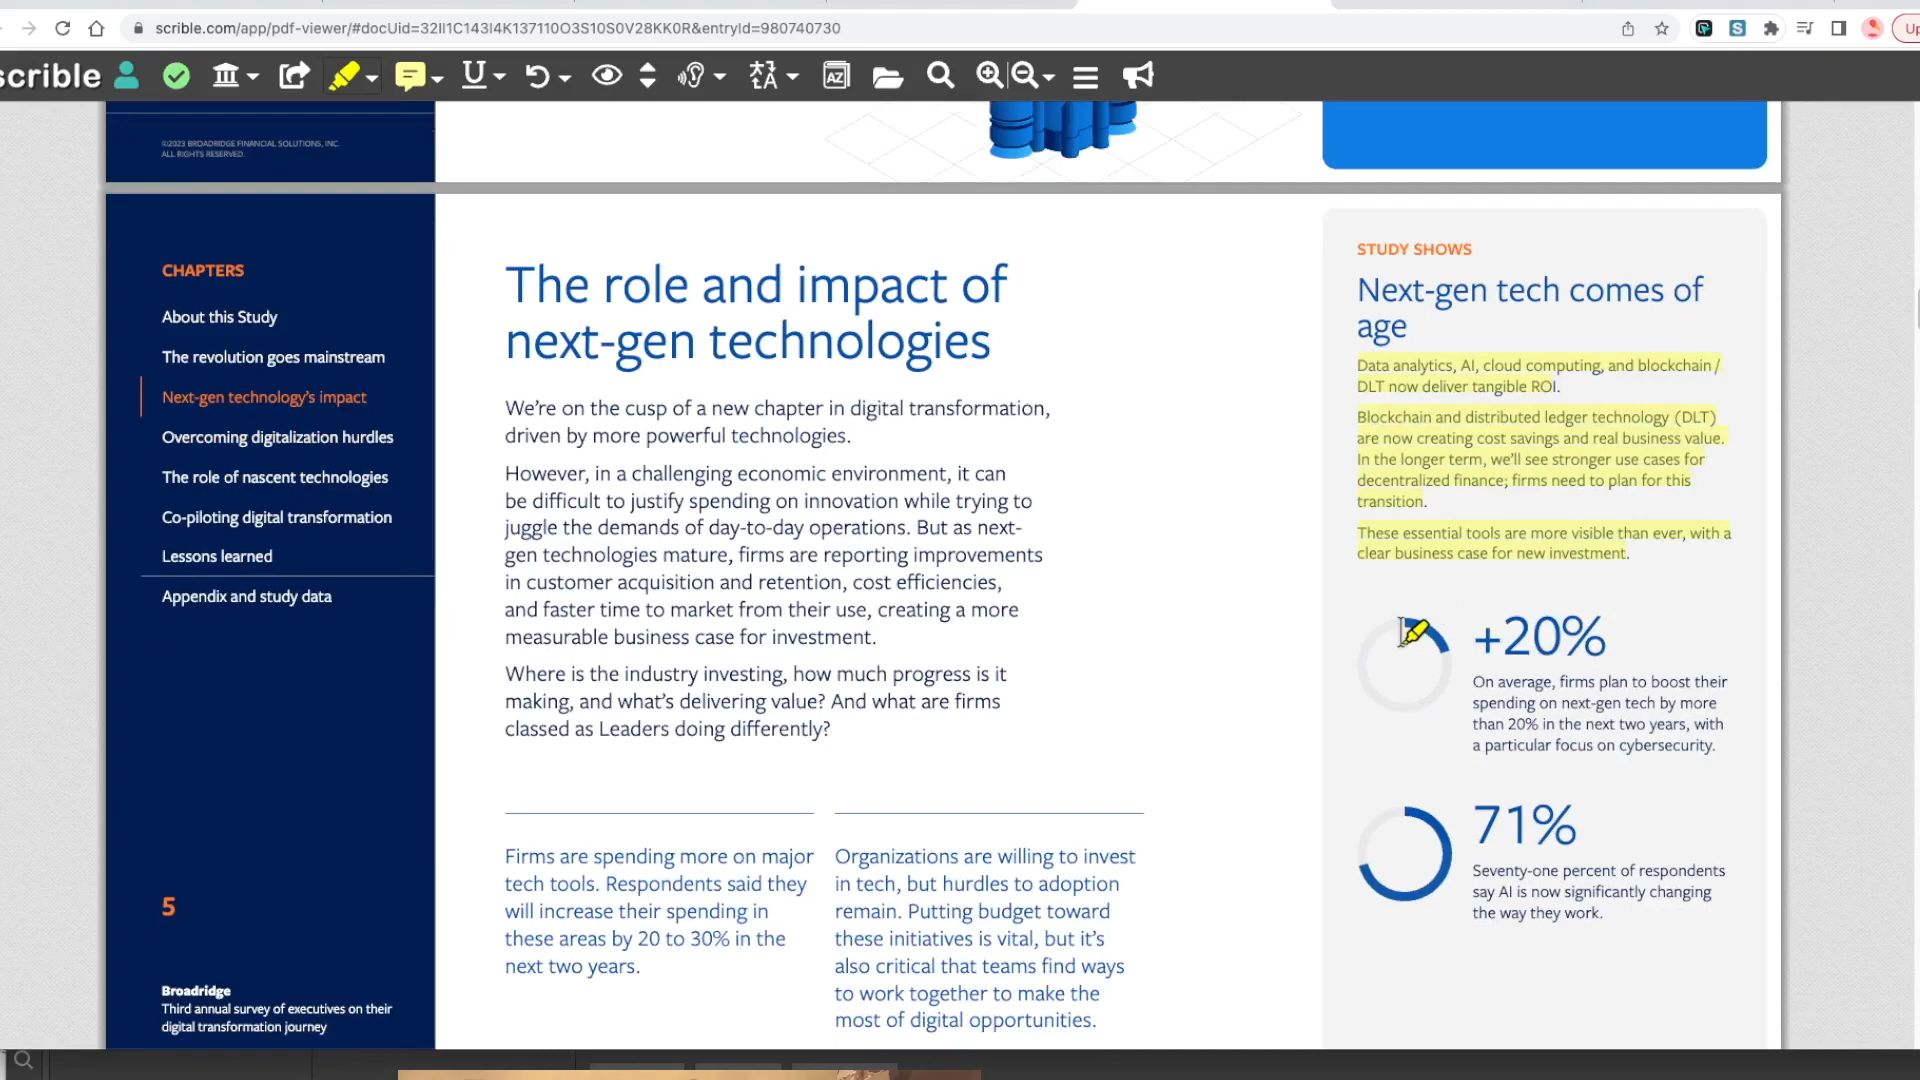 scrible.com/app/pdf-viewer/#docUid=32II1C143I4K137110O3S10S0V28KK0R&entryId=980740730
Up
scrible
U
AZ
©2023 BROADRIDGE FINANCIAL SOLUTIONS, INC.
ALL RIGHTS RESERVED.
CHAPTERS
About this Study
The revolution goes mainstream
Next-gen technology's impact
Overcoming digitalization hurdles
The role of nascent technologies
Co-piloting digital transformation
Lessons learned
Appendix and study data
5
Broadridge
Third annual survey of executives on their
digital transformation journey
The role and impact of
next-gen technologies
We're on the cusp of a new chapter in digital transformation,
driven by more powerful technologies.
However, in a challenging economic environment, it can
be difficult to justify spending on innovation while trying to
juggle the demands of day-to-day operations. But as next-
gen technologies mature, firms are reporting improvements
in customer acquisition and retention, cost efficiencies,
and faster time to market from their use, creating a more
measurable business case for investment.
Where is the industry investing, how much progress is it
making, and what's delivering value? And what are firms
classed as Leaders doing differently?
Firms are spending more on major
tech tools. Respondents said they
will increase their spending in
these areas by 20 to 30% in the
next two years.
Organizations are willing to invest
in tech, but hurdles to adoption
remain. Putting budget toward
these initiatives is vital, but it's
also critical that teams find ways
to work together to make the
most of digital opportunities.
STUDY SHOWS
Next-gen tech comes of
age
Data analytics, AI, cloud computing, and blockchain/
DLT now deliver tangible ROI.
Blockchain and distributed ledger technology (DLT)
are now creating cost savings and real business value.
In the longer term, we'll see stronger use cases for
decentralized finance; firms need to plan for this
transition.
These essential tools are more visible than ever, with a
clear business case for new investment.
+20%
On average, firms plan to boost their
spending on next-gen tech by more
than 20% in the next two years, with
a particular focus on cybersecurity.
71%
Seventy-one percent of respondents
say AI is now significantly changing
the way they work.